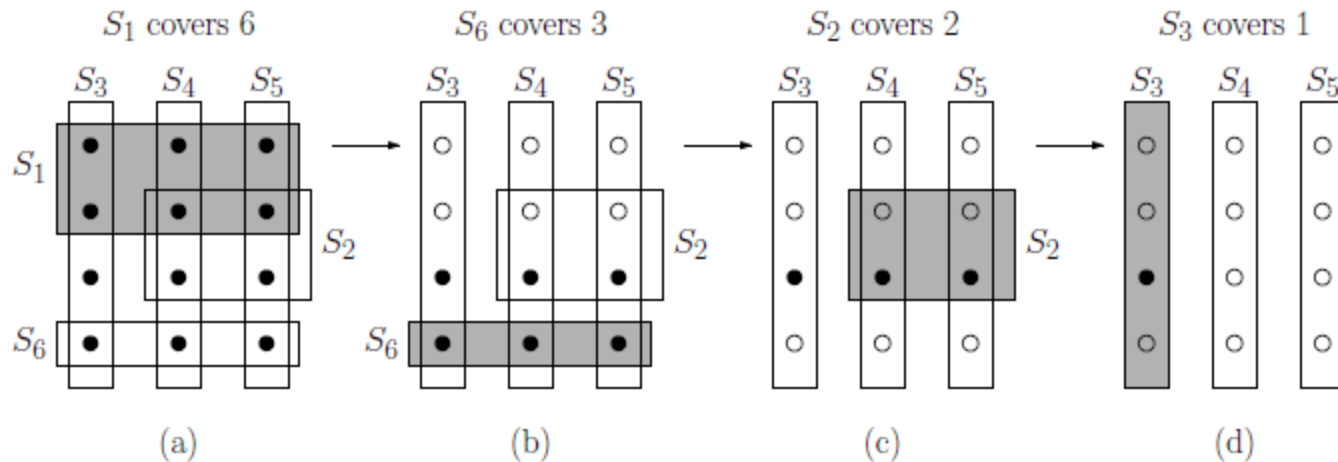 S1 covers 6 S6 covers 3 S2 covers 2 S3 covers 1
S3 S4 S5 S3 S4 S5 S3 S4 S5 S3 S4 S5
S1
S2 S2 S2
S6 S6
(a) (b) (c) (d)